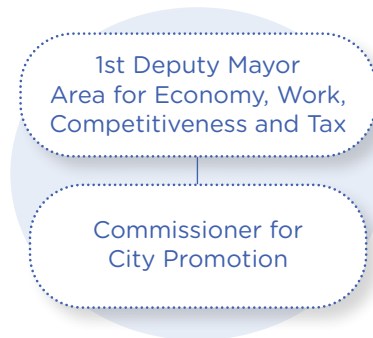 1st Deputy Mayor
Area for Economy, Work,
Competitiveness and Tax
Commissioner for
City Promotion